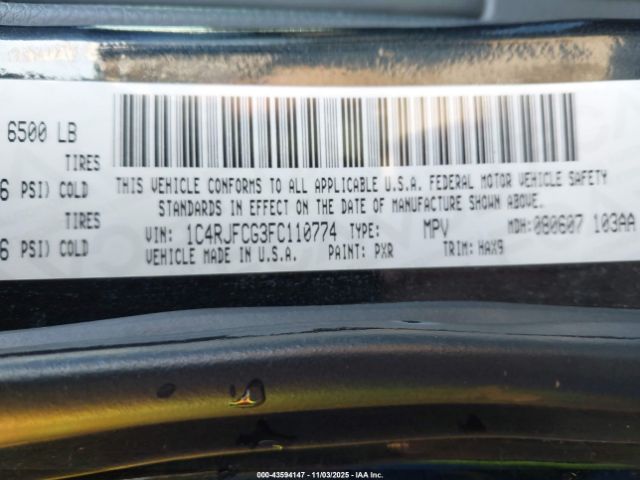 6500 LB
TIRES
6 PSI) COLD
TIRES
6 PSI) COLD
THIS VEHICLE CONFORMS TO ALL APPLICABLE U.S.A. FEDERAL MOTOR VEHICLE SAFETY
STANDARDS IN EFFECT ON THE DATE OF MANUFACTURE SHOWN ABOVE.
VIN: 1C4RJFCG3FC110774 TYPE: MPV MDH: 080607 103AA
VEHICLE MADE IN U.S.A. PAINT: PXR TRIM: HAX9
00-43594147 - 11/03/2025 - IAA Inc.